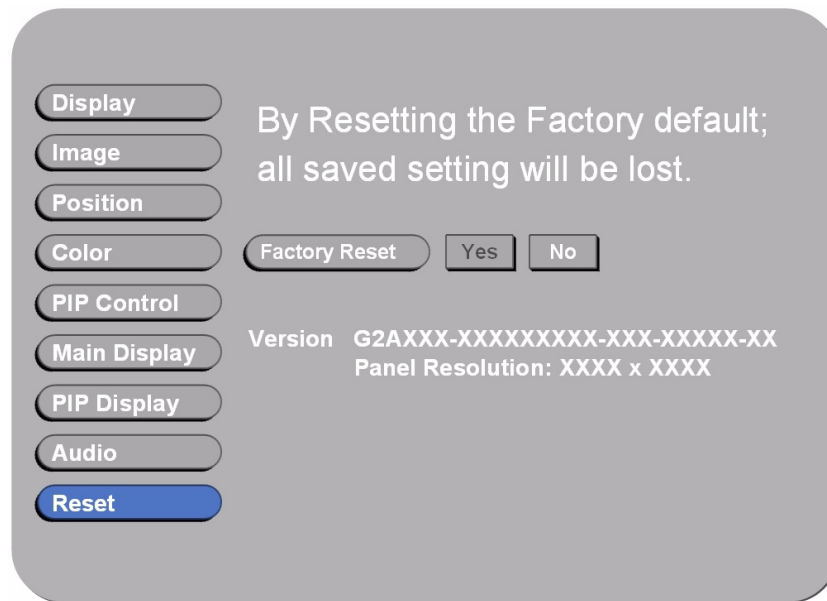 Display
Image
Position
Color
PIP Control
Main Display
PIP Display
Audio
Reset
By Resetting the Factory default;
all saved setting will be lost.
Factory Reset Yes No
Version G2AXXX-XXXXXXXXX-XXX-XXXXX-XX
Panel Resolution: XXXX x XXXX